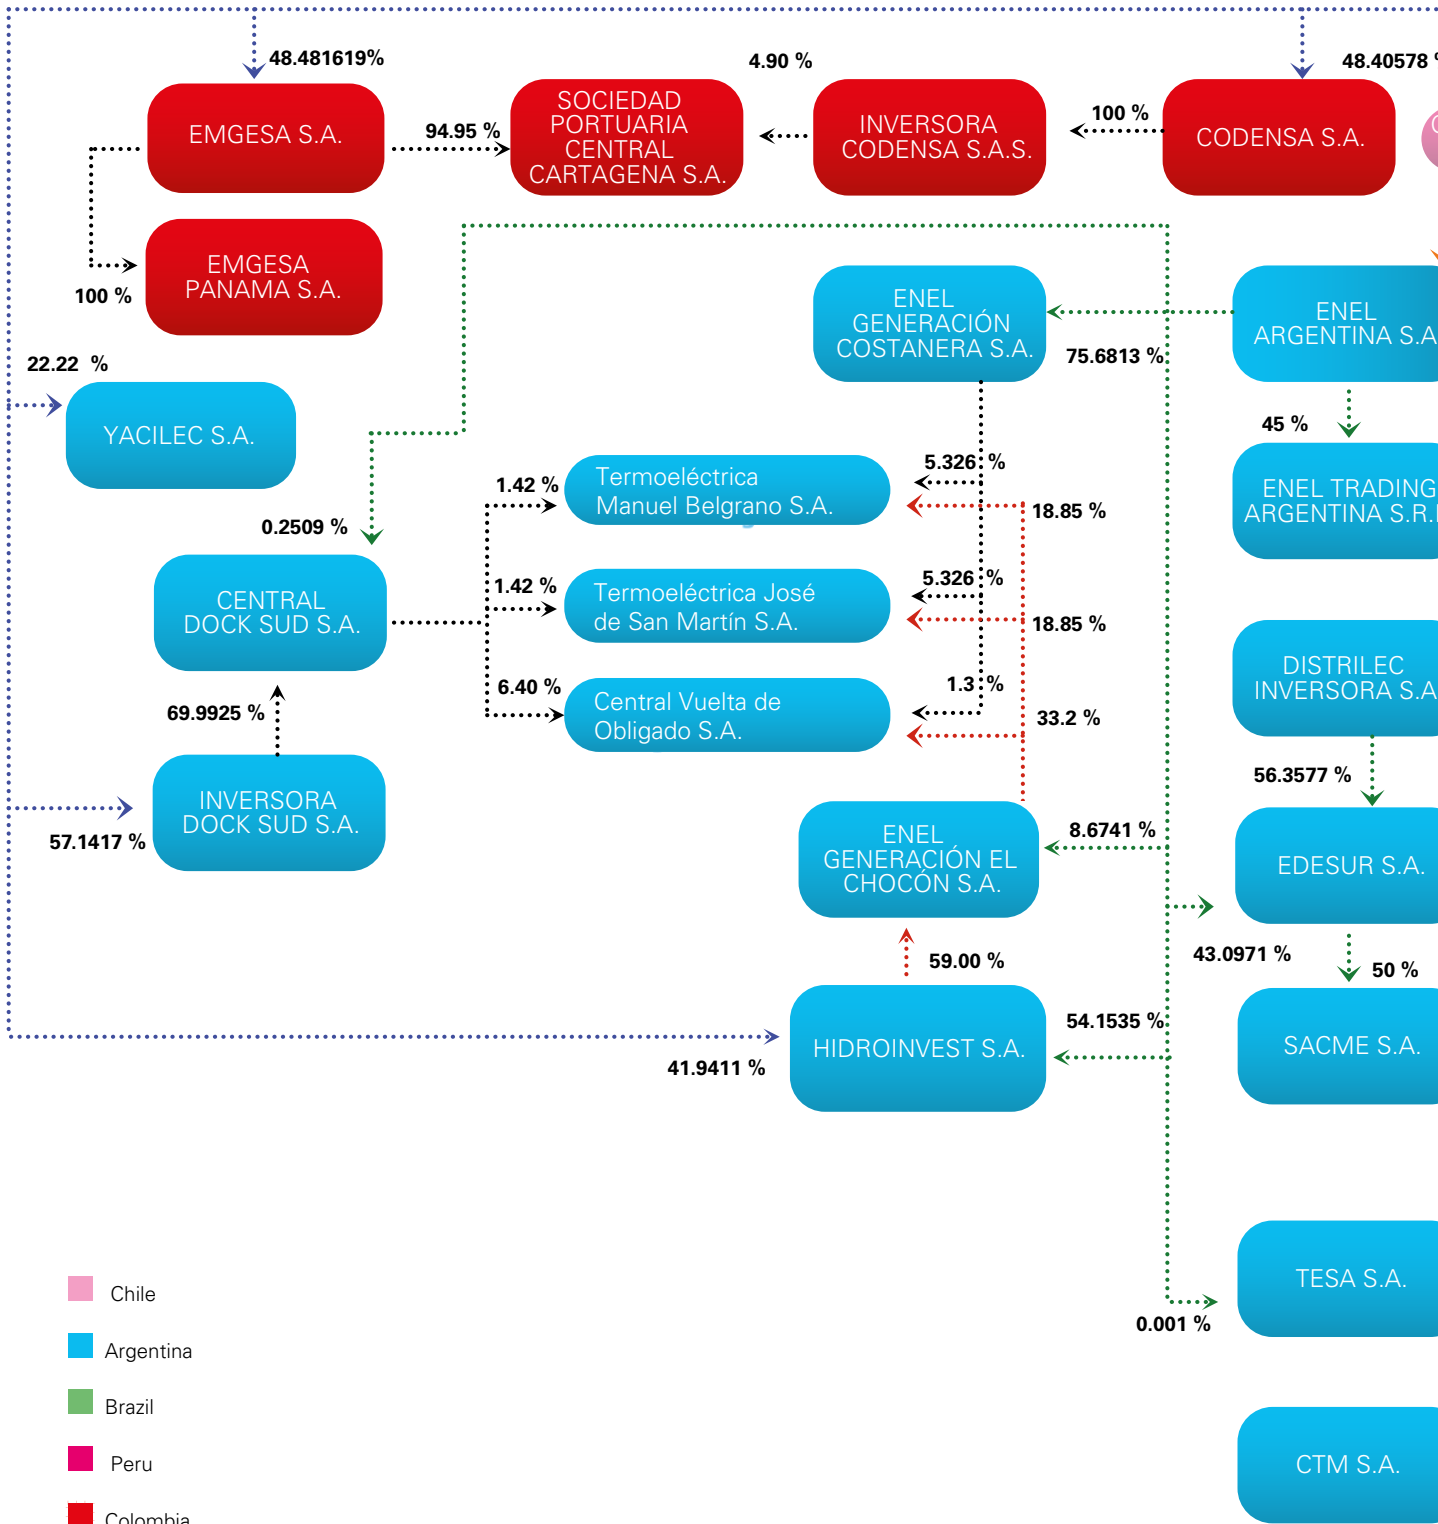 48.481619%
4.90 %
48.40578
EMGESA S.A.
94.95 %
SOCIEDAD
PORTUARIA
CENTRAL
CARTAGENA S.A.
INVERSORA
CODENSA S.A.S.
100 %
CODENSA S.A.
EMGESA
PANAMA S.A.
100 %
ENEL
GENERACIÓN
COSTANERA S.A.
75.6813 %
ENEL
ARGENTINA S.A
22.22 %
YACILEC S.A.
45 %
ENEL TRADING
ARGENTINA S.R.
0.2509 %
1.42 %
Termoeléctrica
Manuel Belgrano S.A.
5.326 %
18.85 %
CENTRAL
DOCK SUD S.A.
1.42 %
Termoeléctrica José
de San Martín S.A.
5.326 %
18.85 %
DISTRILEC
INVERSORA S.A
6.40 %
Central Vuelta de
Obligado S.A.
1.3 %
33.2 %
69.9925 %
56.3577 %
INVERSORA
DOCK SUD S.A.
57.1417 %
ENEL
GENERACIÓN EL
CHOCÓN S.A.
8.6741 %
EDESUR S.A.
43.0971 %
59.00 %
50 %
HIDROINVEST S.A.
54.1535 %
41.9411 %
SACME S.A.
TESA S.A.
0.001 %
CTM S.A.
Chile
Argentina
Brazil
Peru
Colombia